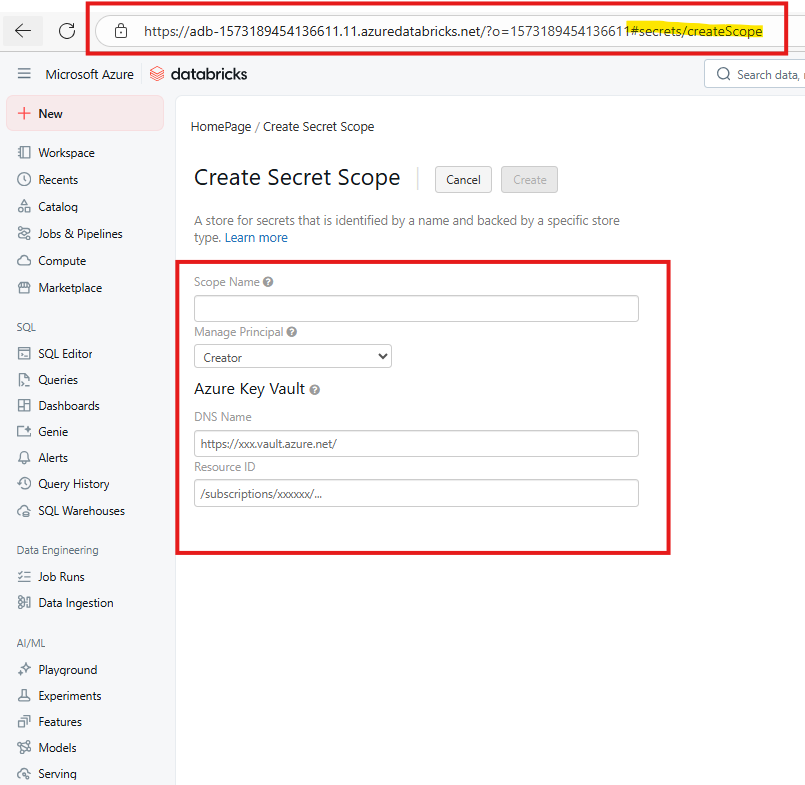 https://adb-1573189454136611.11.azuredatabricks.net/?o=1573189454136611#secrets/createScope
Microsoft Azure databricks
Search data,
New
Workspace
Recents
Catalog
Jobs & Pipelines
Compute
Marketplace
SQL
SQL Editor
Queries
Dashboards
Genie
Alerts
Query History
SQL Warehouses
Data Engineering
Job Runs
Data Ingestion
AI/ML
Playground
Experiments
Features
Models
Serving
HomePage / Create Secret Scope
Create Secret Scope
Cancel
Create
A store for secrets that is identified by a name and backed by a specific store
type. Learn more
Scope Name
Manage Principal
Creator
Azure Key Vault
DNS Name
https://xxx.vault.azure.net/
Resource ID
/subscriptions/xxxxxx/...